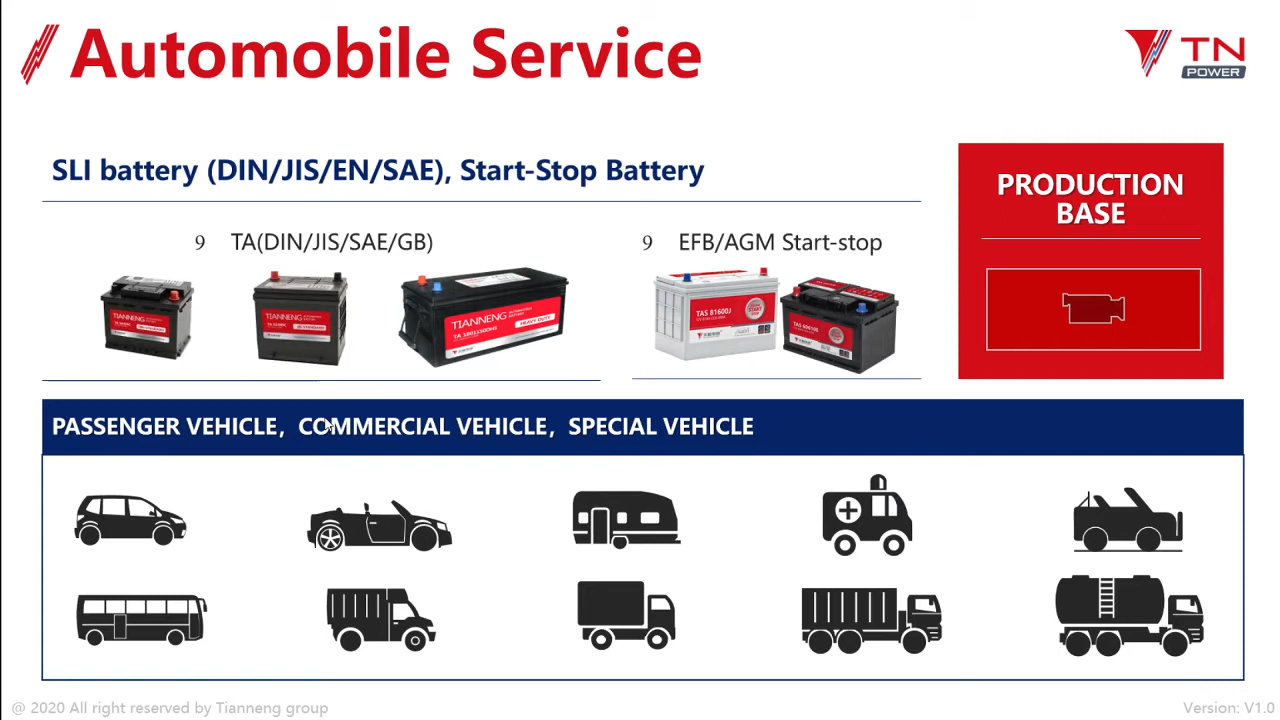 Automobile Service
TN
POWER
SLI battery (DIN/JIS/EN/SAE), Start-Stop Battery
PRODUCTION
BASE
9 TA(DIN/JIS/SAE/GB)
9 EFB/AGM Start-stop
TIANNENG
TIANNENG
HEAVY DUTY
TAS 81600J
START
PASSENGER VEHICLE， COMMERCIAL VEHICLE， SPECIAL VEHICLE
@ 2020 All right reserved by Tianneng group
Version: V1.0